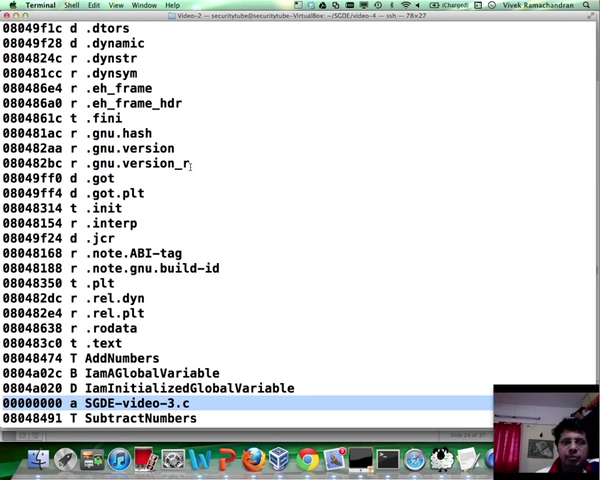 Terminal Shell Edit View Window Help (Charged) Vivek Ramachandran
Video-2 — securitytube@securitytube-VirtualBox: ~/SGDE/video-4 — ssh — 78×27
08049f1c d .dtors
08049f28 d .dynamic
0804824c r .dynstr
080481cc r .dynsym
080486e4 r .eh_frame
080486a0 r .eh_frame_hdr
0804861c t .fini
080481ac r .gnu.hash
080482aa r .gnu.version
080482bc r .gnu.version_r
08049ff0 d .got
08049ff4 d .got.plt
08048314 t .init
08048154 r .interp
08049f24 d .jcr
08048168 r .note.ABI-tag
08048188 r .note.gnu.build-id
08048350 t .plt
080482dc r .rel.dyn
080482e4 r .rel.plt
08048638 r .rodata
080483c0 t .text
08048474 T AddNumbers
0804a02c B IamAGlobalVariable
0804a020 D IamInitializedGlobalVariable
00000000 a SGDE-video-3.c
08048491 T SubtractNumbers